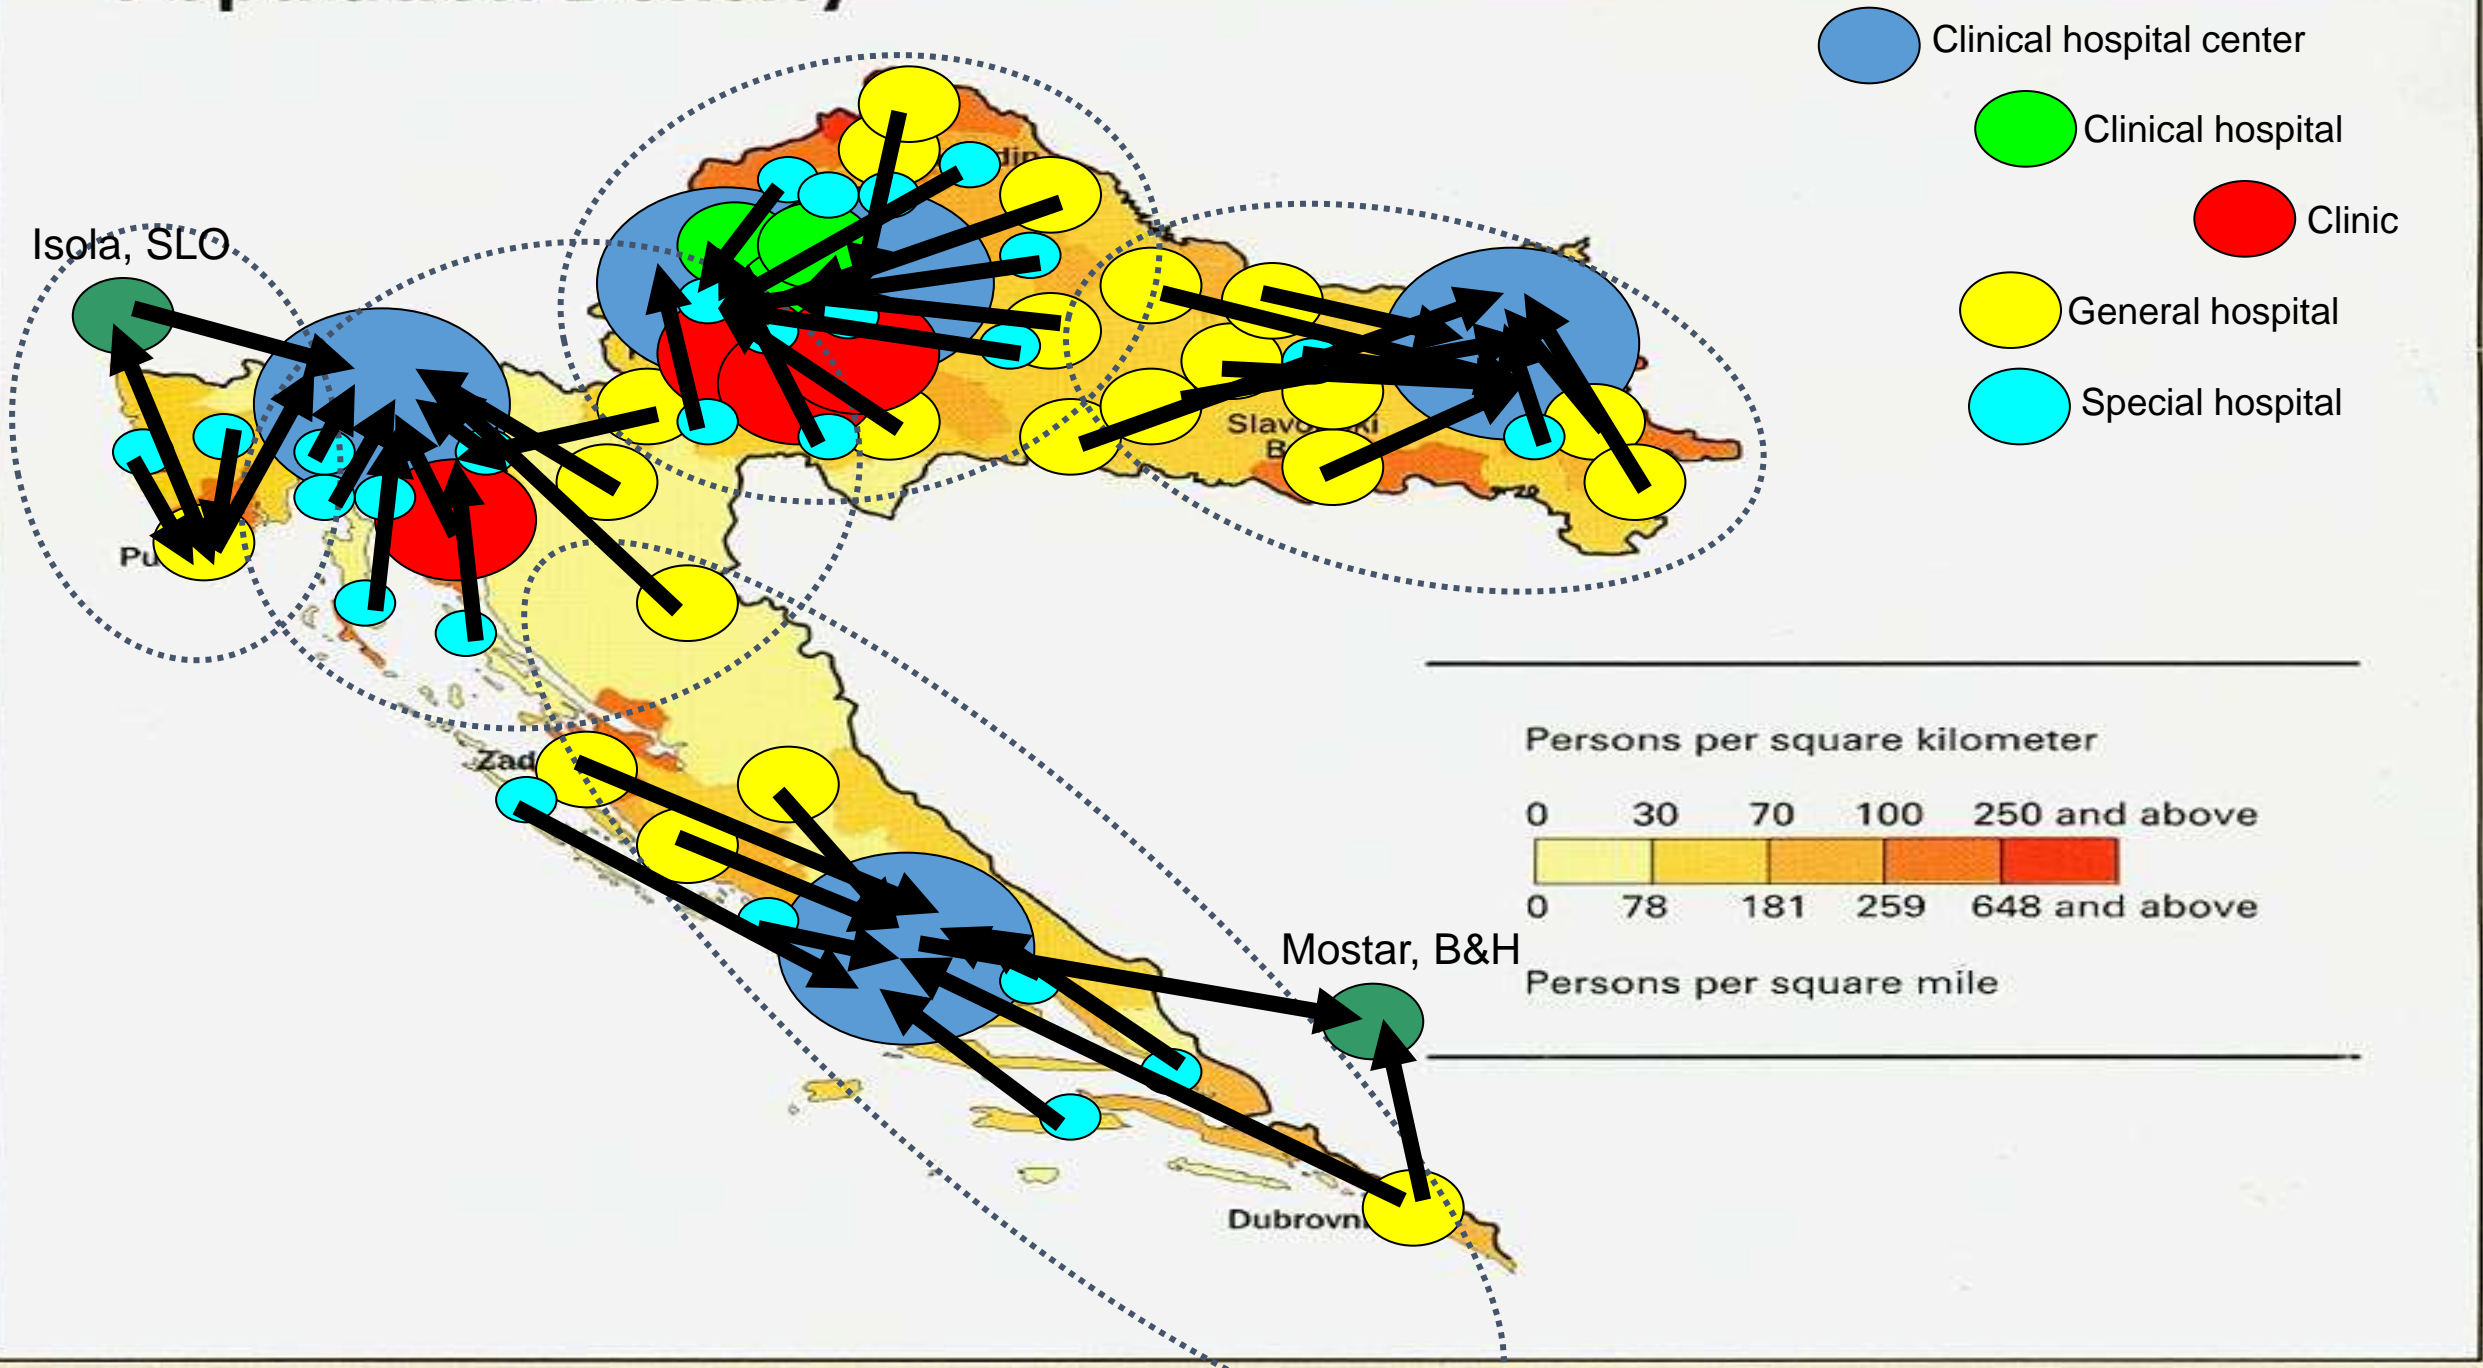 Clinical hospital center
Clinical hospital
Clinic
General hospital
Special hospital
Isola, SLO
Mostar, B&H
Persons per square kilometer
0 30 70 100 250 and above
0 78 181 259 648 and above
Persons per square mile